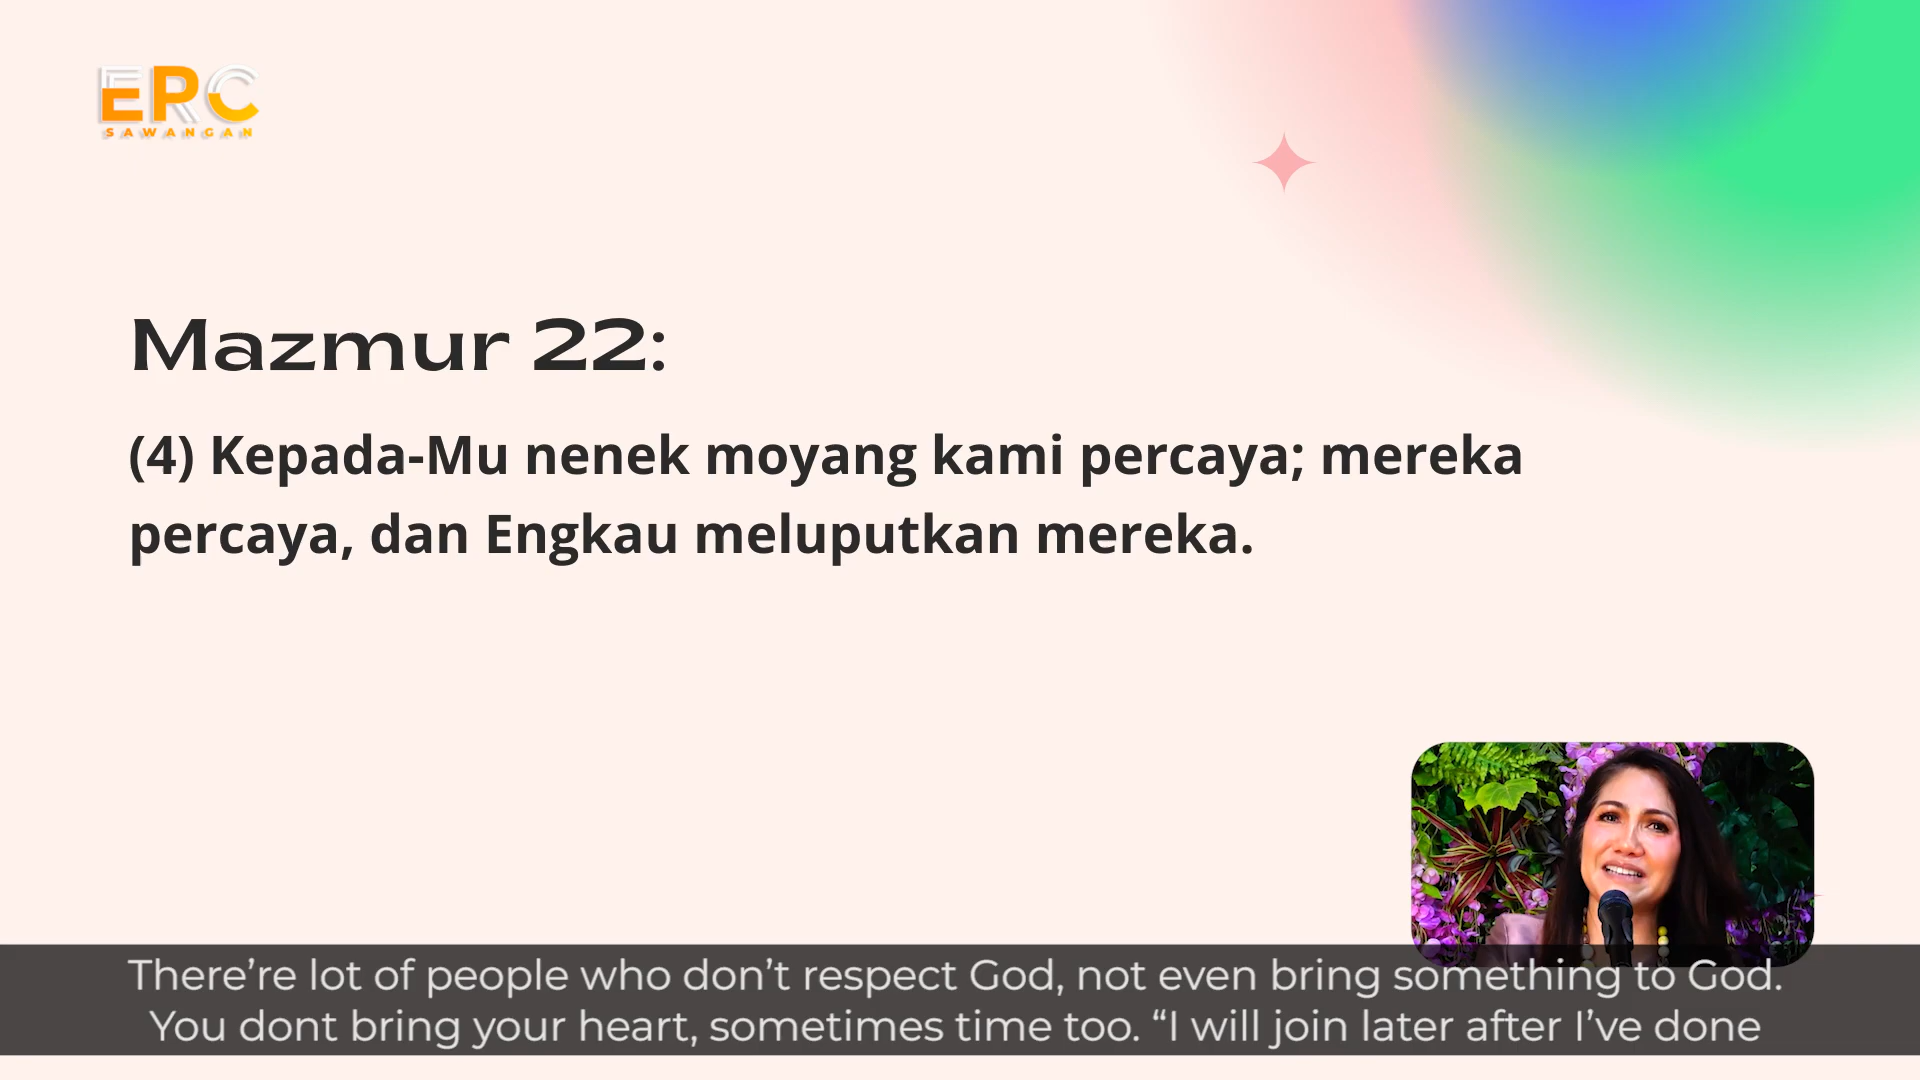 ERC
SAWANGAN
Mazmur 22:
(4) Kepada-Mu nenek moyang kami percaya; mereka
percaya, dan Engkau meluputkan mereka.
There’re lot of people who don’t respect God, not even bring something to God.
You dont bring your heart, sometimes time too. “I will join later after I’ve done